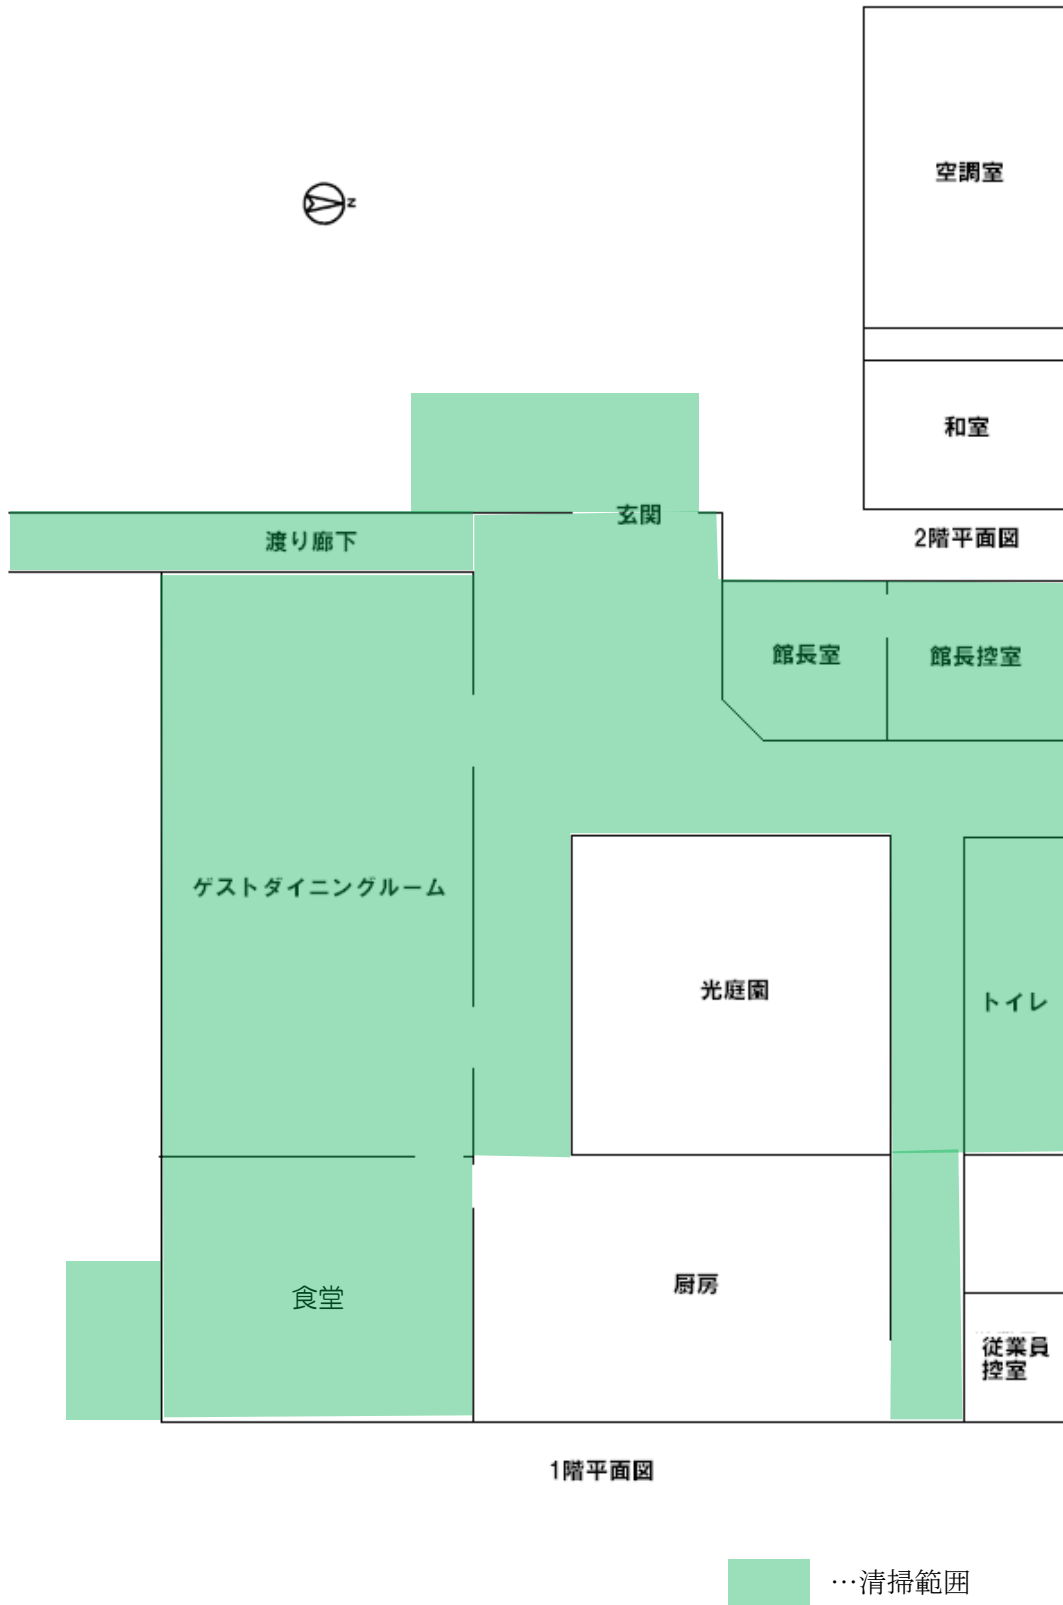 空調室
N
和室
玄関
2階平面図
渡り廊下
館長室
館長控室
ゲストダイニングルーム
光庭園
トイレ
厨房
食堂
従業員
控室
1階平面図
…清掃範囲